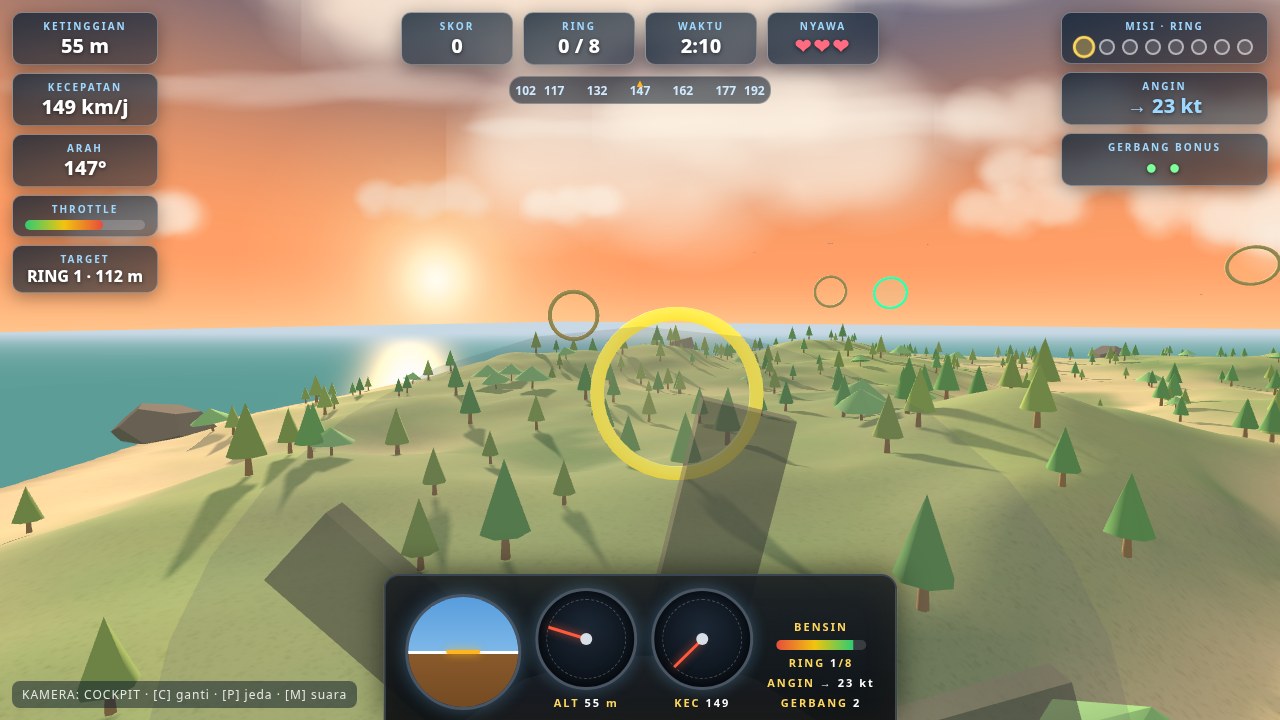 KETINGGIAN
55 m
KECEPATAN
149 km/j
ARAH
147°
THROTTLE
TARGET
RING 1 · 112 m
SKOR
0
RING
0 / 8
WAKTU
2:10
NYAWA
102 117 132 147 162 177 192
MISI · RING
ANGIN
→ 23 kt
GERBANG BONUS
KAMERA: COCKPIT · [C] ganti · [P] jeda · [M] suara
ALT 55 m
KEC 149
BENSIN
RING 1/8
ANGIN → 23 kt
GERBANG 2